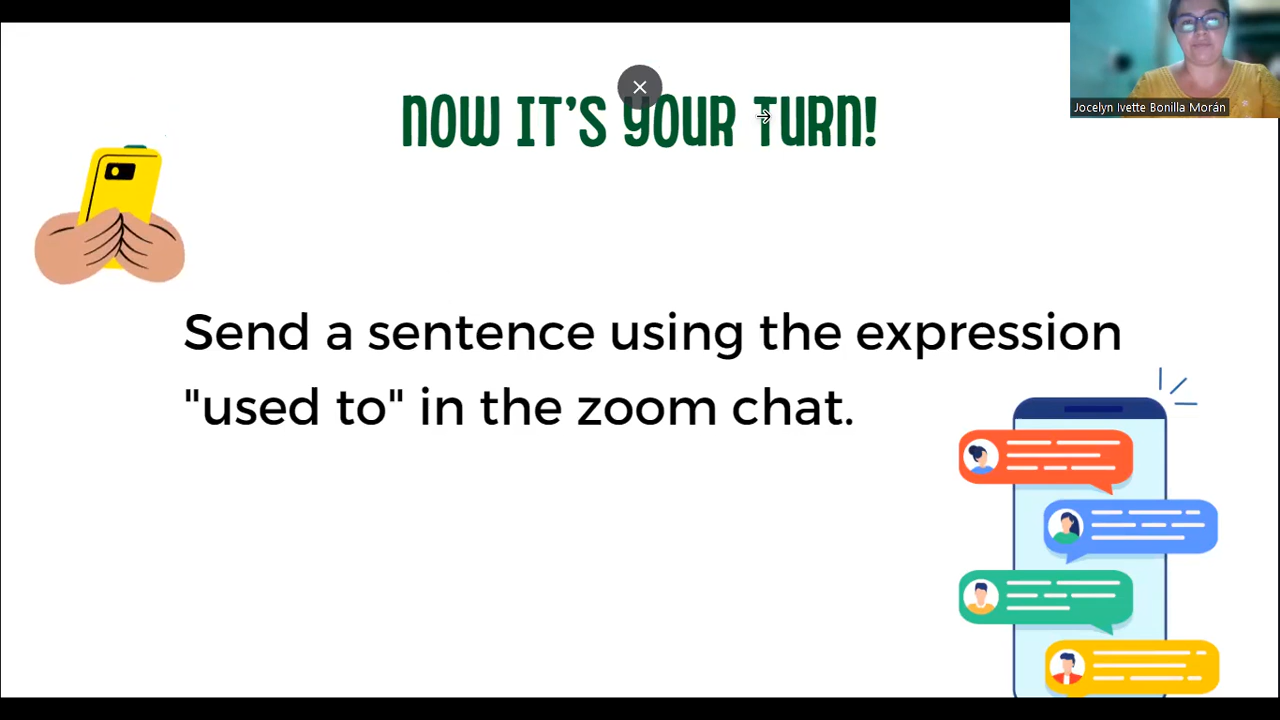 NOW IT'S YOUR TURN!
Jocelyn Ivette Bonilla Morán
Send a sentence using the expression
"used to" in the zoom chat.